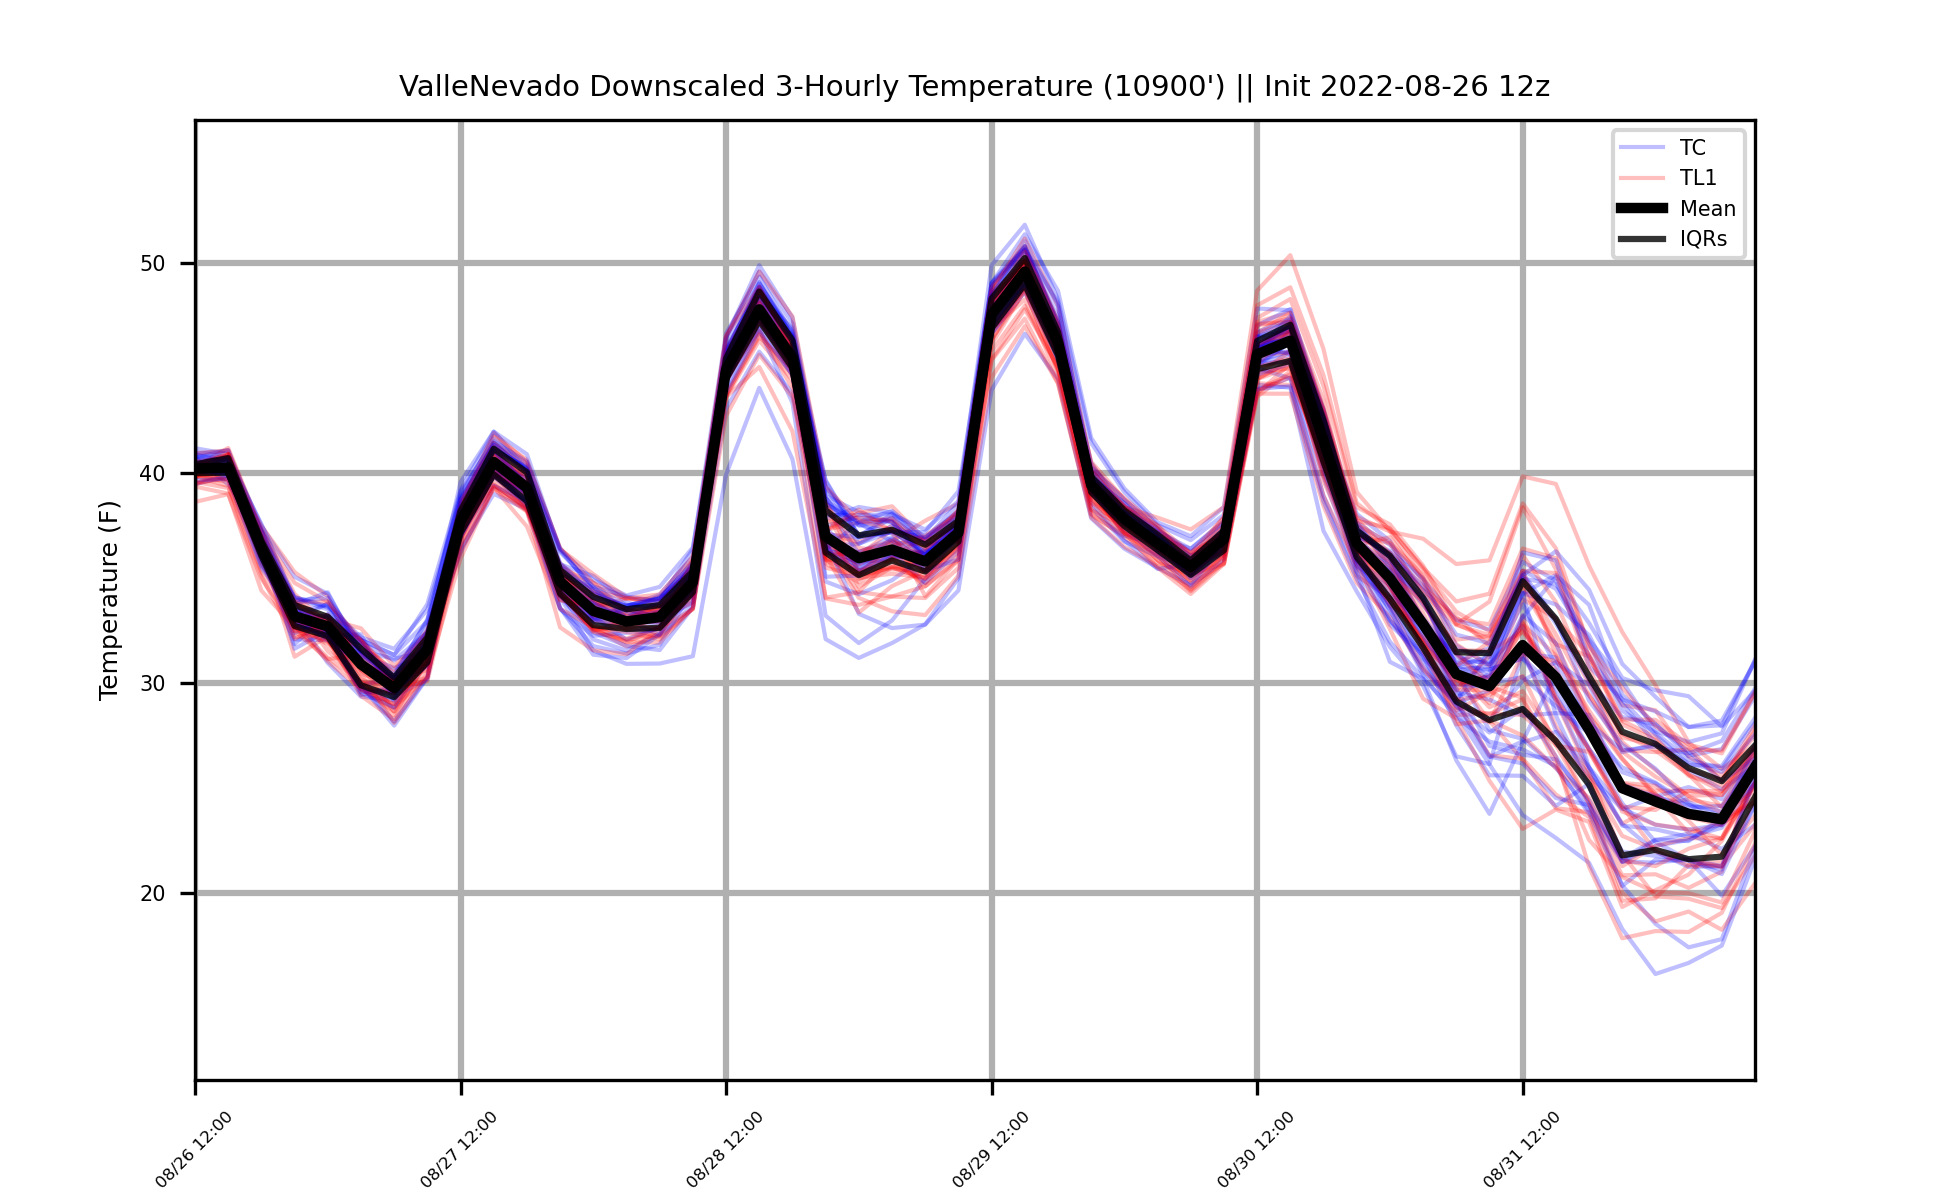 ValleNevado Downscaled 3-Hourly Temperature (10900') || Init 2022-08-26 12z
TC
TL1
Mean
IQRs
Temperature (F)
50
40
30
20
08/26 12:00
08/27 12:00
08/28 12:00
08/29 12:00
08/30 12:00
08/31 12:00